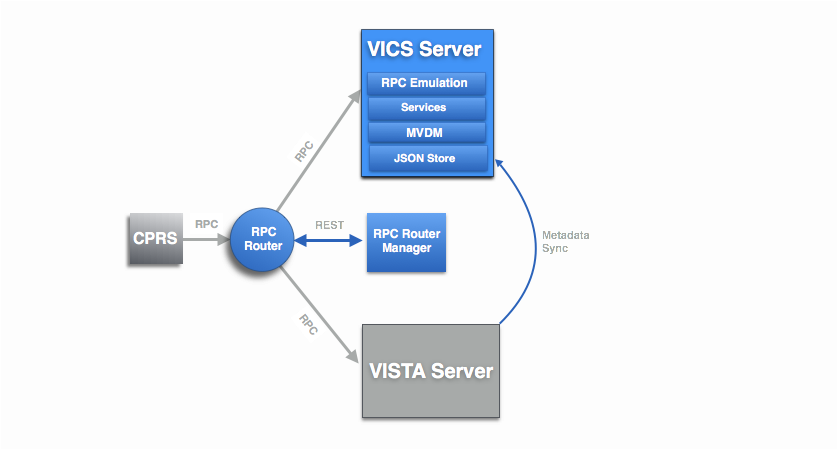 VICS Server
RPC Emulation
Services
MVDM
JSON Store
RPC
CPRS
RPC
RPC
Router
REST
RPC Router
Manager
Metadata
Sync
RPC
VISTA Server